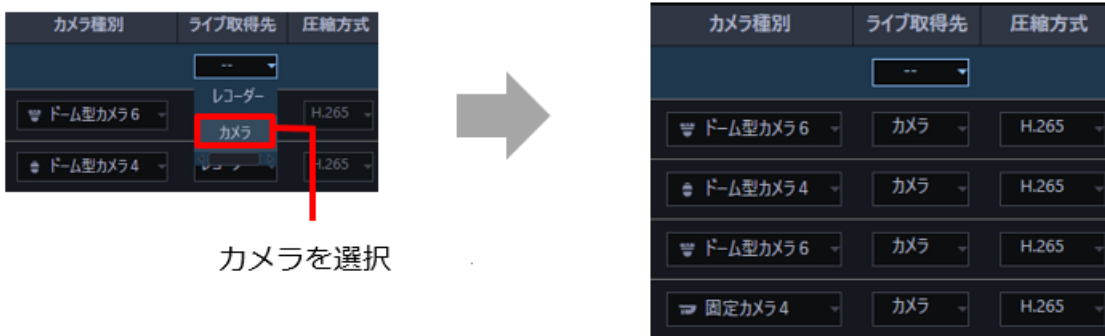 カメラ種別 ライブ取得先 圧縮方式
--
レコーダー
ドーム型カメラ6 カメラ H.265
ドーム型カメラ4 レコーダー H.265
カメラを選択
カメラ種別 ライブ取得先 圧縮方式
--
ドーム型カメラ6 カメラ H.265
ドーム型カメラ4 カメラ H.265
ドーム型カメラ6 カメラ H.265
固定カメラ4 カメラ H.265